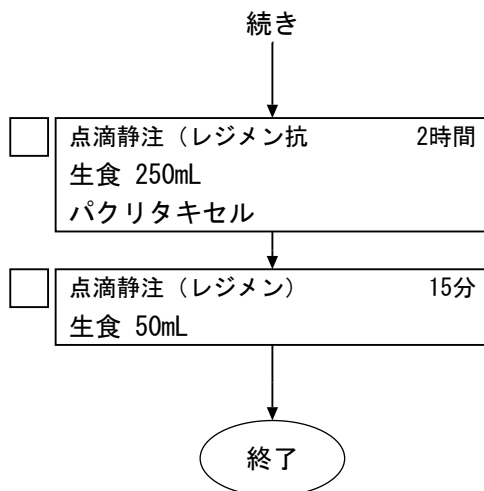 続き
点滴静注（レジメン抗 2時間
生食 250mL
パクリタキセル
点滴静注（レジメン） 15分
生食 50mL
終了